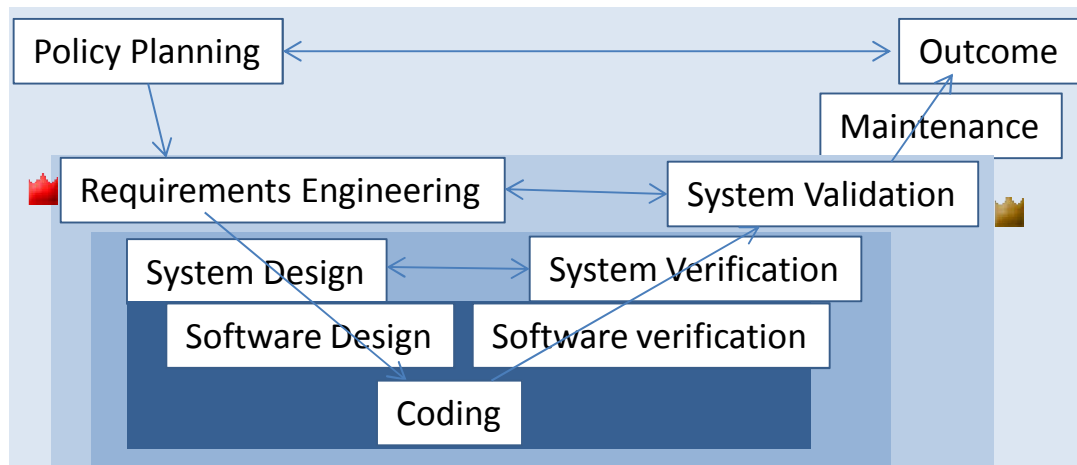 Policy Planning
Outcome
Maintenance
Requirements Engineering
System Validation
System Design
System Verification
Software Design
Software verification
Coding